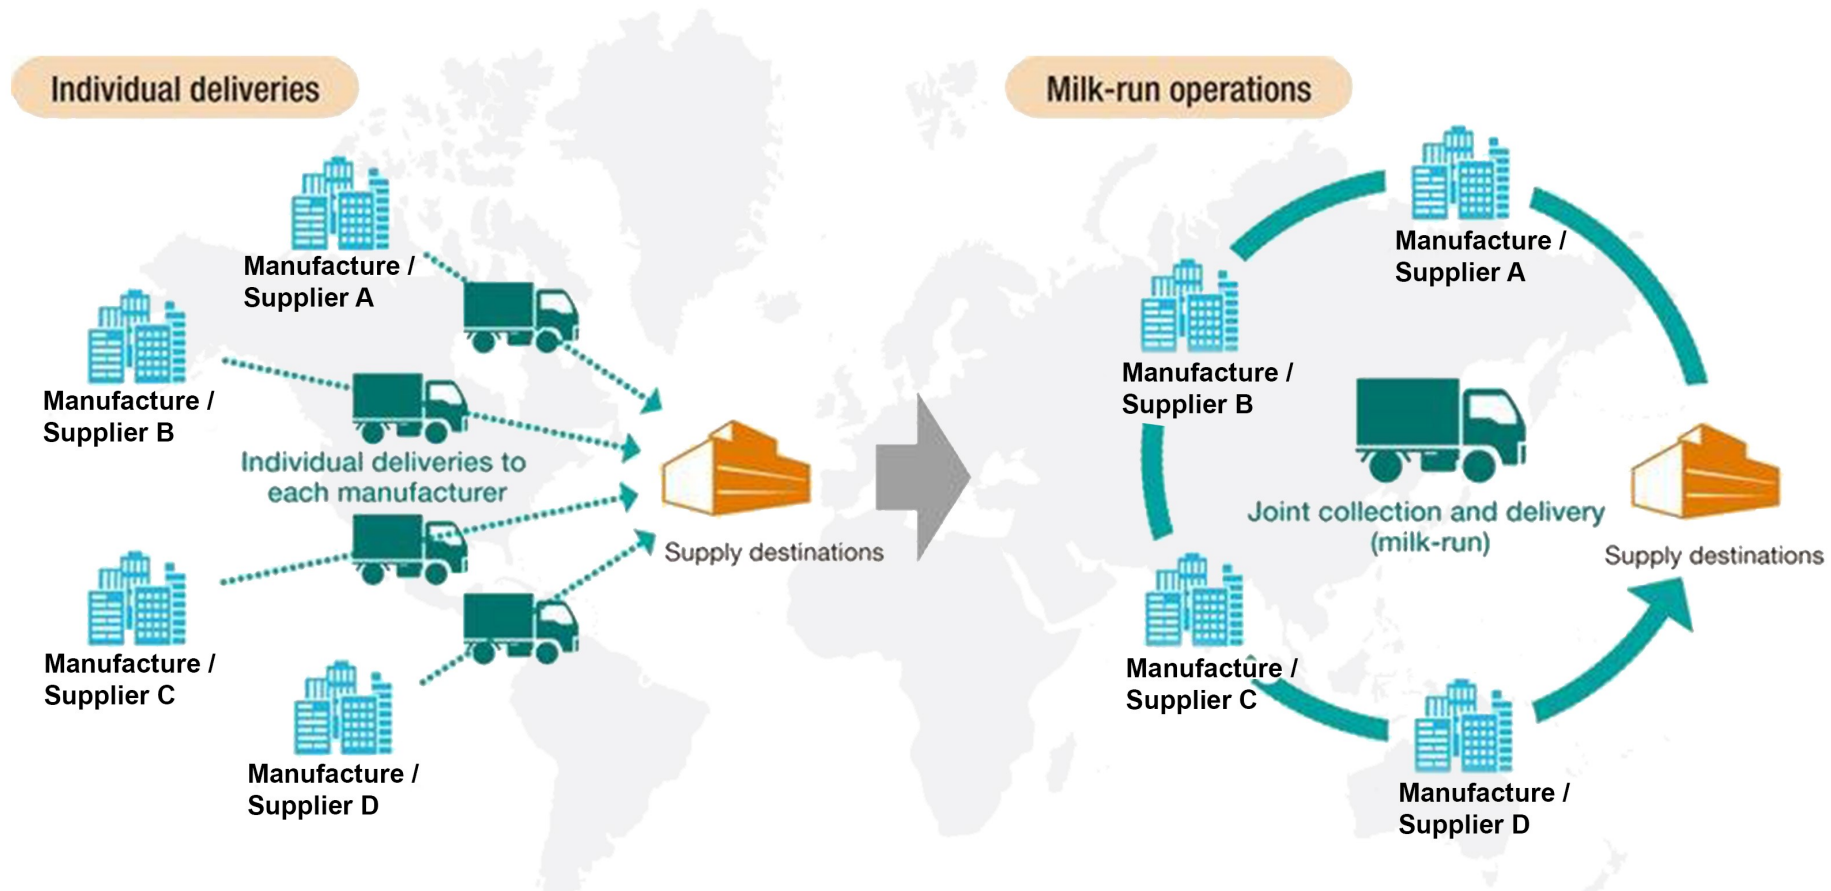 Individual deliveries
Manufacture /
Supplier A
Manufacture /
Supplier B
Individual deliveries to
each manufacturer
Supply destinations
Manufacture /
Supplier C
Manufacture /
Supplier D
Milk-run operations
Manufacture /
Supplier A
Manufacture /
Supplier B
Joint collection and delivery
(milk-run)
Supply destinations
Manufacture /
Supplier C
Manufacture /
Supplier D